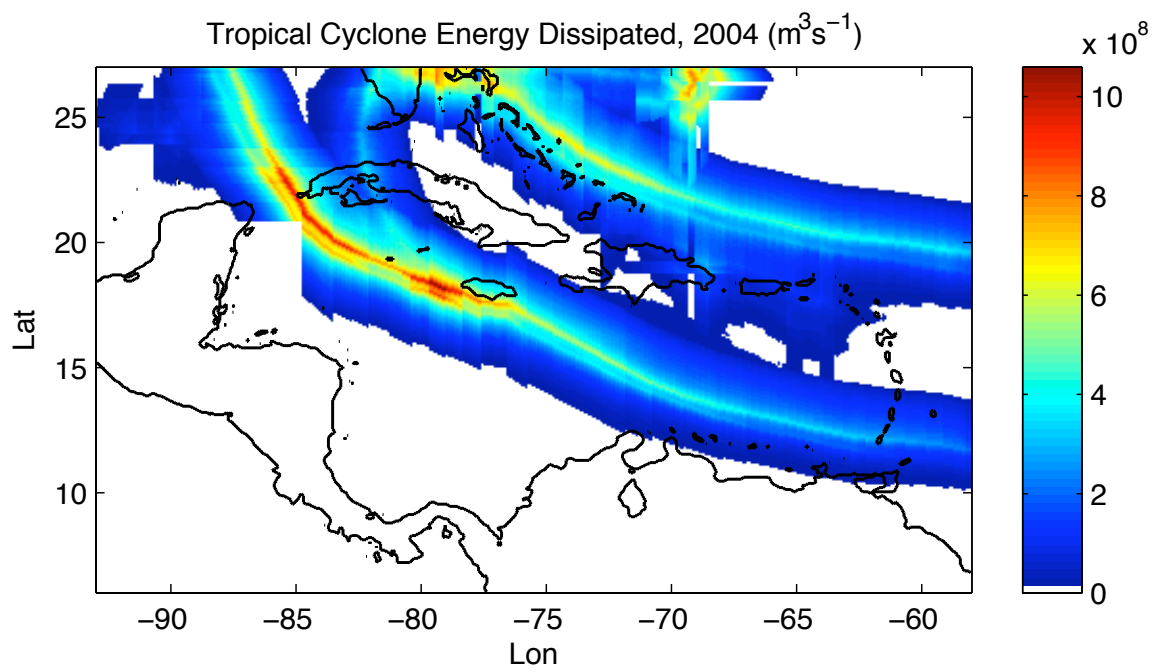 Tropical Cyclone Energy Dissipated, 2004 (m³s⁻¹)
x 10⁸
10
8
6
4
2
0
25
20
15
10
Lat
−90 −85 −80 −75 −70 −65 −60
Lon